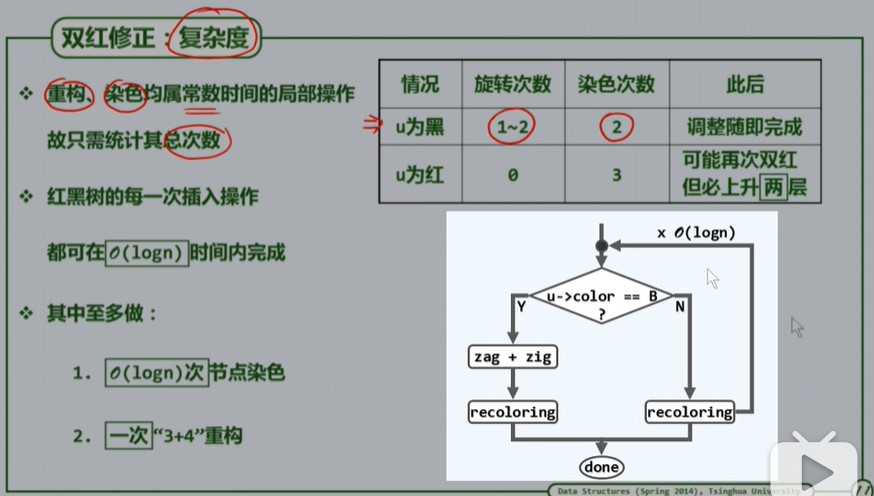 双红修正：复杂度
❖ 重构、染色均属常数时间的局部操作
故只需统计其总次数
❖ 红黑树的每一次插入操作
都可在O(logn)时间内完成
❖ 其中至多做：
1. O(logn)次节点染色
2. 一次“3+4”重构
情况 旋转次数 染色次数 此后
u为黑 1~2 2 调整随即完成
u为红 0 3 可能再次双红
但必上升两层
x O(logn)
u->color == B
?
Y
N
zag + zig
recoloring
recoloring
done
Data Structures (Spring 2014), Tsinghua University